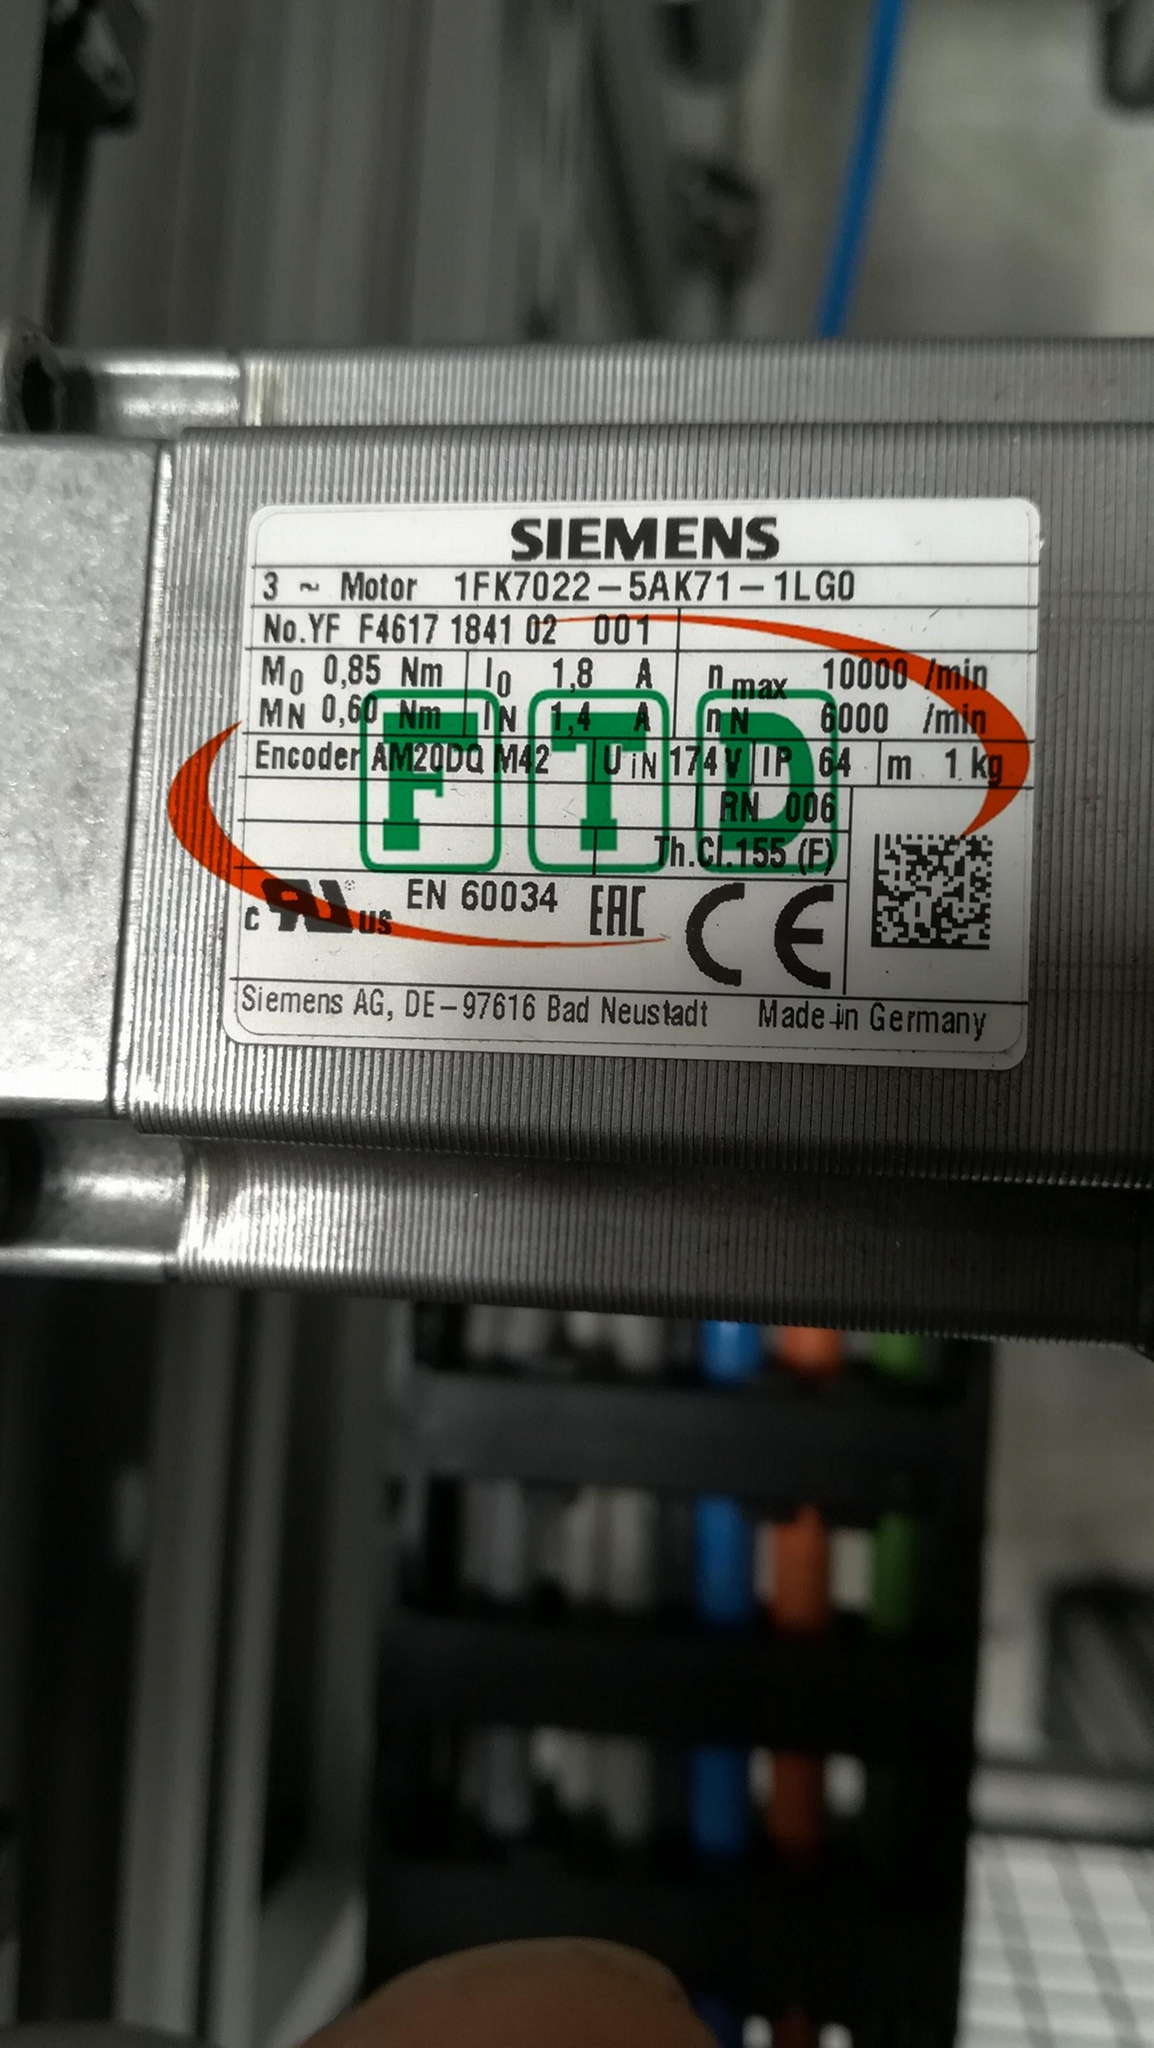 SIEMENS
3 ~ Motor 1FK7022-5AK71-1LG0
No.YF F4617 1841 02 001
M0 0,85 Nm I0 1,8 A nmax 10000 /min
MN 0,60 Nm IN 1,4 A nN 6000 /min
Encoder AM20DQ M42 UiN 174 V IP 64 m 1 kg
RN 006
Th.Cl.155 (F)
FTD
c RU ® us EN 60034 EAC CE
Siemens AG, DE-97616 Bad Neustadt Made in Germany